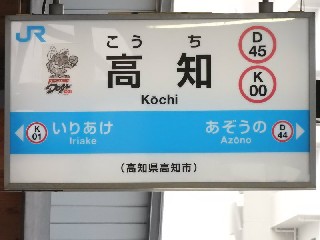 JR
こうち
高知
Kōchi
D
45
K
00
K
01
いりあけ
Iriake
あぞうの
Azōno
D
44
(高知県高知市)